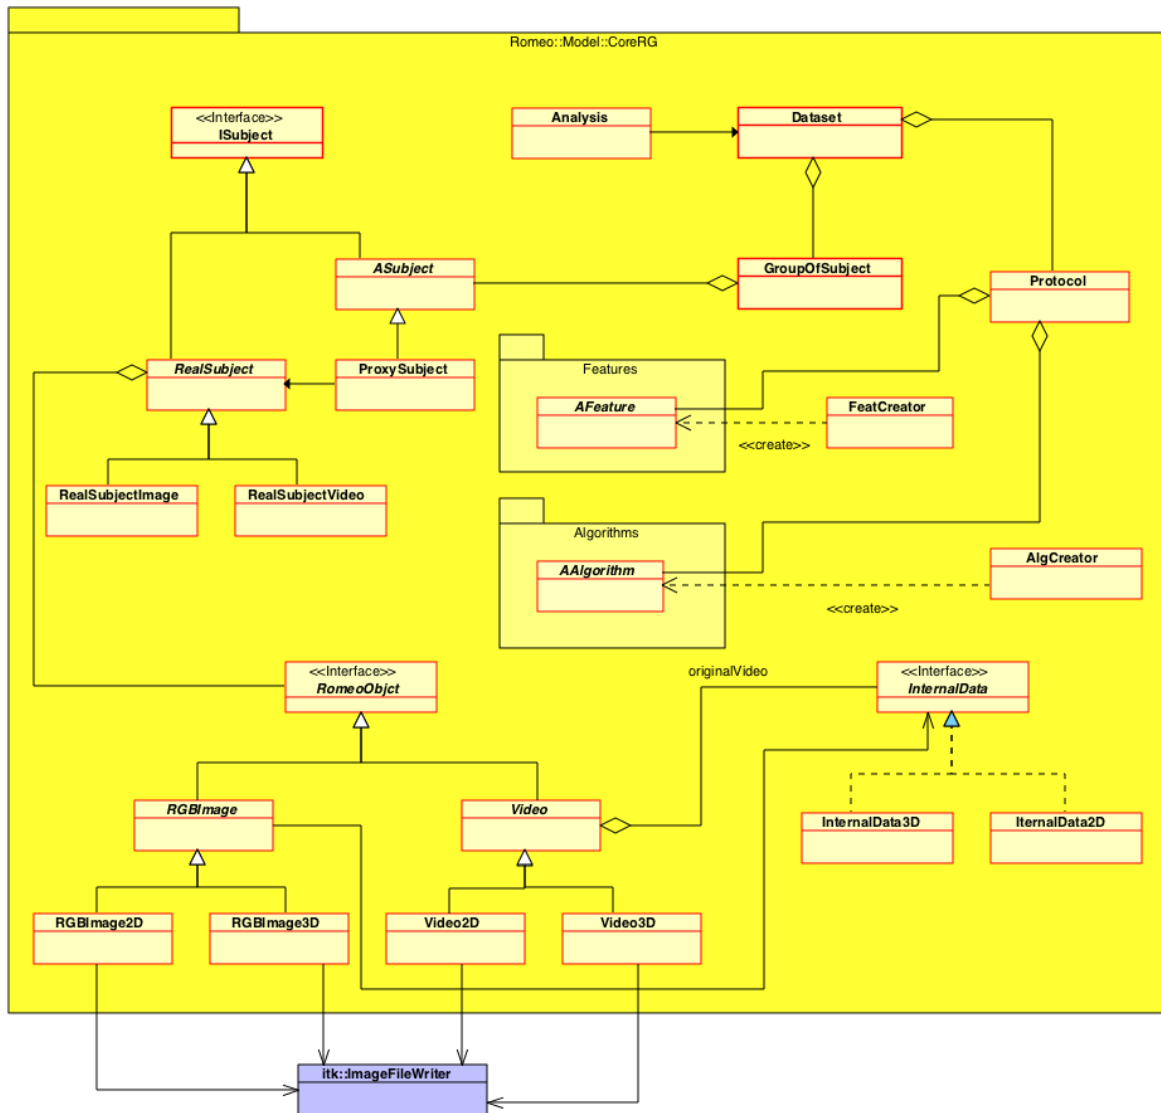 Romeo::Model::CoreRG
<<Interface>>
ISubject
Analysis
Dataset
ASubject
GroupOfSubject
Protocol
RealSubject
ProxySubject
Features
AFeature
FeatCreator
<<create>>
RealSubjectImage
RealSubjectVideo
Algorithms
AAlgorithm
AlgCreator
<<create>>
<<Interface>>
RomeoObjct
originalVideo
<<Interface>>
InternalData
RGBImage
Video
InternalData3D
IternalData2D
RGBImage2D
RGBImage3D
Video2D
Video3D
itk::ImageFileWriter